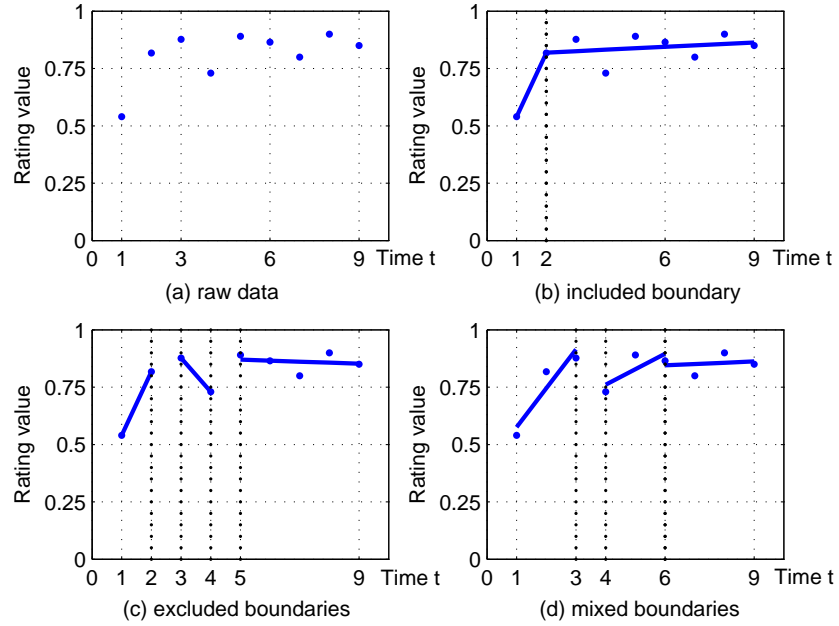 1
0.75
0.5
0.25
0
Rating value
0 1 3 6 9 Time t
(a) raw data
1
0.75
0.5
0.25
0
Rating value
0 1 2 6 9 Time t
(b) included boundary
1
0.75
0.5
0.25
0
Rating value
0 1 2 3 4 5 9 Time t
(c) excluded boundaries
1
0.75
0.5
0.25
0
Rating value
0 1 3 4 6 9 Time t
(d) mixed boundaries